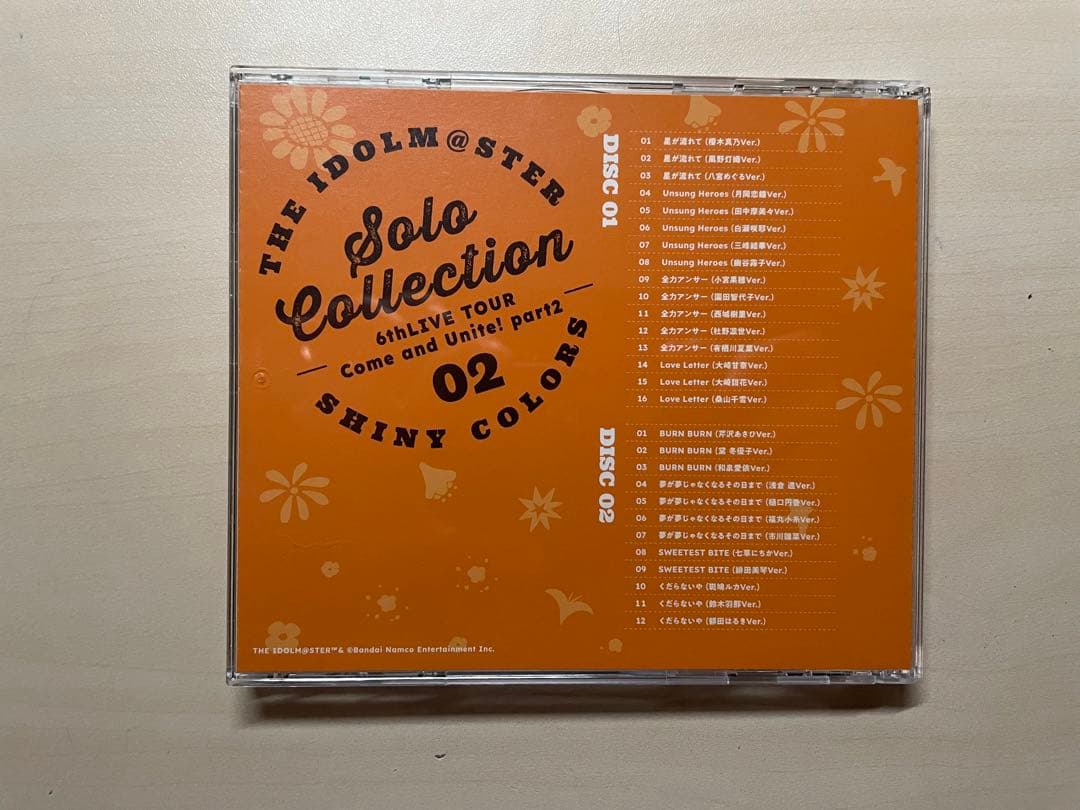 THE IDOLM@STER
Solo
Collection
6thLIVE TOUR
Come and Unite! part2
02
SHINY COLORS
DISC 01
01 星が流れて (櫻木真乃Ver.)
02 星が流れて (風野灯織Ver.)
03 星が流れて (八宮めぐるVer.)
04 Unsung Heroes (月岡恋鐘Ver.)
05 Unsung Heroes (田中摩美々Ver.)
06 Unsung Heroes (白瀬咲耶Ver.)
07 Unsung Heroes (三峰結華Ver.)
08 Unsung Heroes (幽谷霧子Ver.)
09 全力アンサー (小宮果穂Ver.)
10 全力アンサー (園田智代子Ver.)
11 全力アンサー (西城樹里Ver.)
12 全力アンサー (杜野凛世Ver.)
13 全力アンサー (有栖川夏葉Ver.)
14 Love Letter (大崎甘奈Ver.)
15 Love Letter (大崎甜花Ver.)
16 Love Letter (桑山千雪Ver.)
DISC 02
01 BURN BURN (芹沢あさひVer.)
02 BURN BURN (黛 冬優子Ver.)
03 BURN BURN (和泉愛依Ver.)
04 夢が夢じゃなくなるその日まで (浅倉 透Ver.)
05 夢が夢じゃなくなるその日まで (樋口円香Ver.)
06 夢が夢じゃなくなるその日まで (福丸小糸Ver.)
07 夢が夢じゃなくなるその日まで (市川雛菜Ver.)
08 SWEETEST BITE (七草にちかVer.)
09 SWEETEST BITE (緋田美琴Ver.)
10 くだらないや (斑鳩ルカVer.)
11 くだらないや (鈴木羽那Ver.)
12 くだらないや (郁田はるきVer.)
THE IDOLM@STER™& ©Bandai Namco Entertainment Inc.